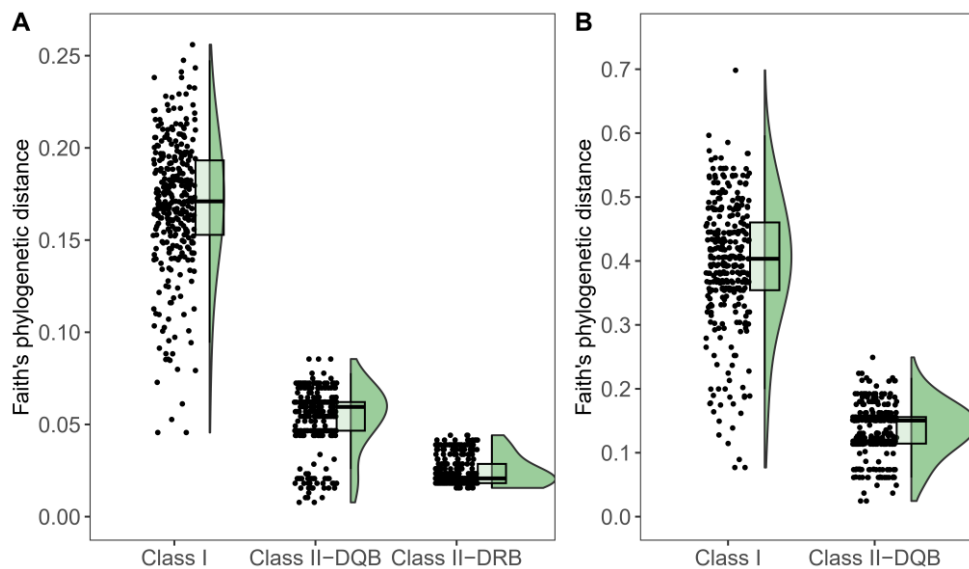 A
Faith's phylogenetic distance
0.25
0.20
0.15
0.10
0.05
0.00
Class I
Class II−DQB
Class II−DRB
B
Faith's phylogenetic distance
0.7
0.6
0.5
0.4
0.3
0.2
0.1
0.0
Class I
Class II−DQB